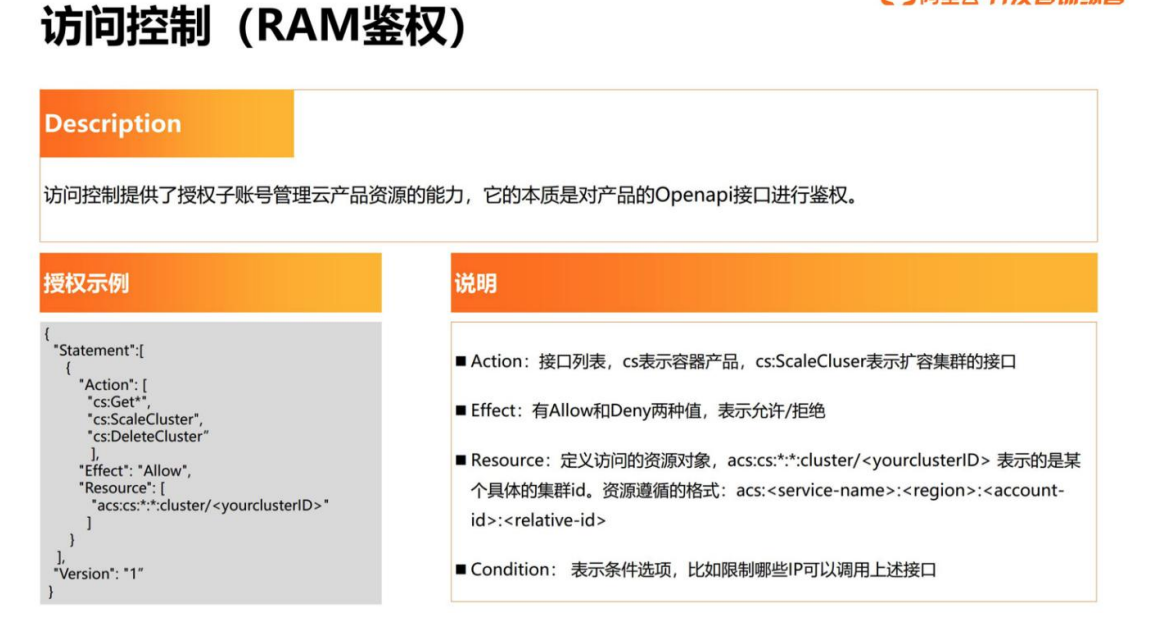 访问控制（RAM鉴权）
Description
访问控制提供了授权子账号管理云产品资源的能力，它的本质是对产品的Openapi接口进行鉴权。
授权示例
{
"Statement":[
{
"Action": [
"cs:Get*",
"cs:ScaleCluster",
"cs:DeleteCluster"
],
"Effect": "Allow",
"Resource": [
"acs:cs:*:*:cluster/<yourclusterID>"
]
}
],
"Version": "1"
}
说明
■ Action：接口列表，cs表示容器产品，cs:ScaleCluser表示扩容集群的接口
■ Effect：有Allow和Deny两种值，表示允许/拒绝
■ Resource：定义访问的资源对象，acs:cs:*:*:cluster/<yourclusterID> 表示的是某
个具体的集群id。资源遵循的格式：acs:<service-name>:<region>:<account-
id>:<relative-id>
■ Condition： 表示条件选项，比如限制哪些IP可以调用上述接口